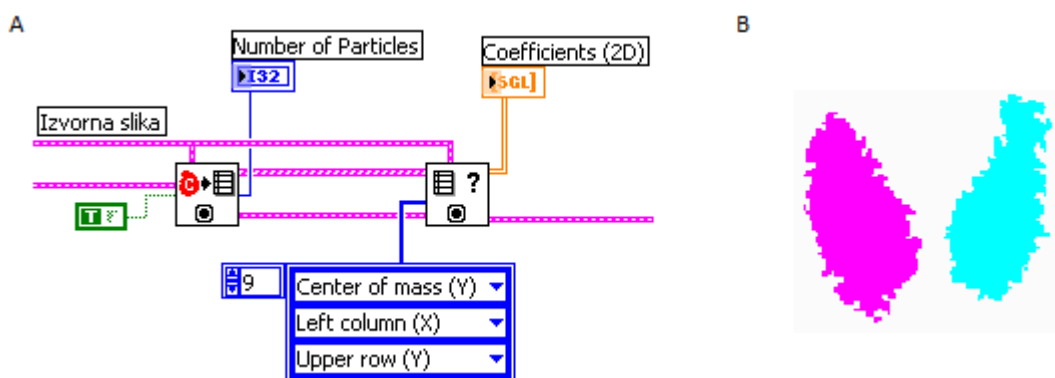 A
B
Number of Particles
I32
Coefficients (2D)
SGL]
Izvorna slika
C
?
T F
9
Center of mass (Y)
Left column (X)
Upper row (Y)